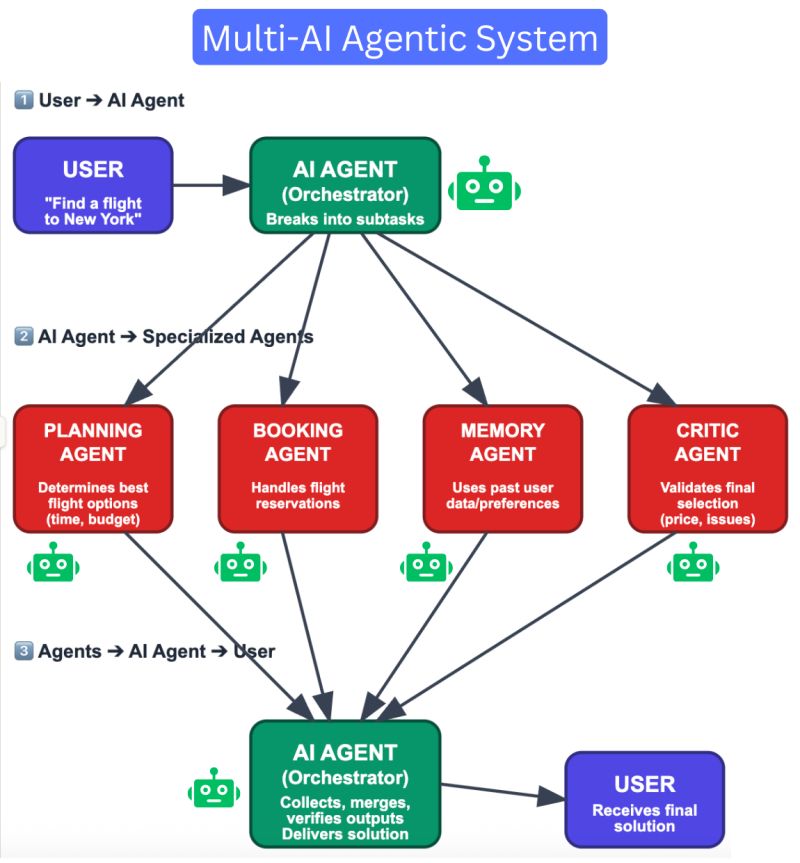 Multi-AI Agentic System
1 User ➔ AI Agent
USER
"Find a flight
to New York"
AI AGENT
(Orchestrator)
Breaks into subtasks
2 AI Agent ➔ Specialized Agents
PLANNING
AGENT
Determines best
flight options
(time, budget)
BOOKING
AGENT
Handles flight
reservations
MEMORY
AGENT
Uses past user
data/preferences
CRITIC
AGENT
Validates final
selection
(price, issues)
3 Agents ➔ AI Agent ➔ User
AI AGENT
(Orchestrator)
Collects, merges,
verifies outputs
Delivers solution
USER
Receives final
solution